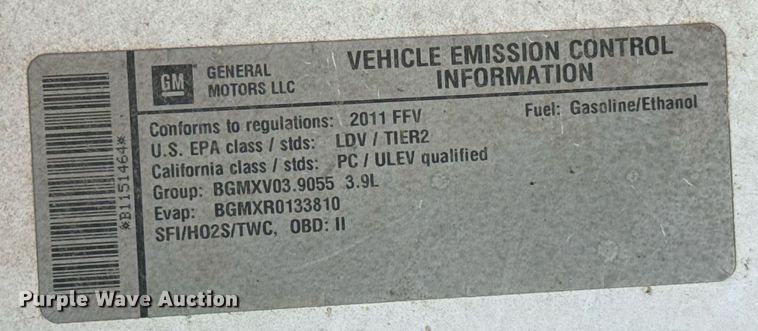 *B1151464*
GM
GENERAL
MOTORS LLC
VEHICLE EMISSION CONTROL
INFORMATION
Conforms to regulations: 2011 FFV
Fuel: Gasoline/Ethanol
U.S. EPA class / stds: LDV / TIER2
California class / stds: PC / ULEV qualified
Group: BGMXV03.9055 3.9L
Evap: BGMXR0133810
SFI/HO2S/TWC, OBD: II
Purple Wave Auction